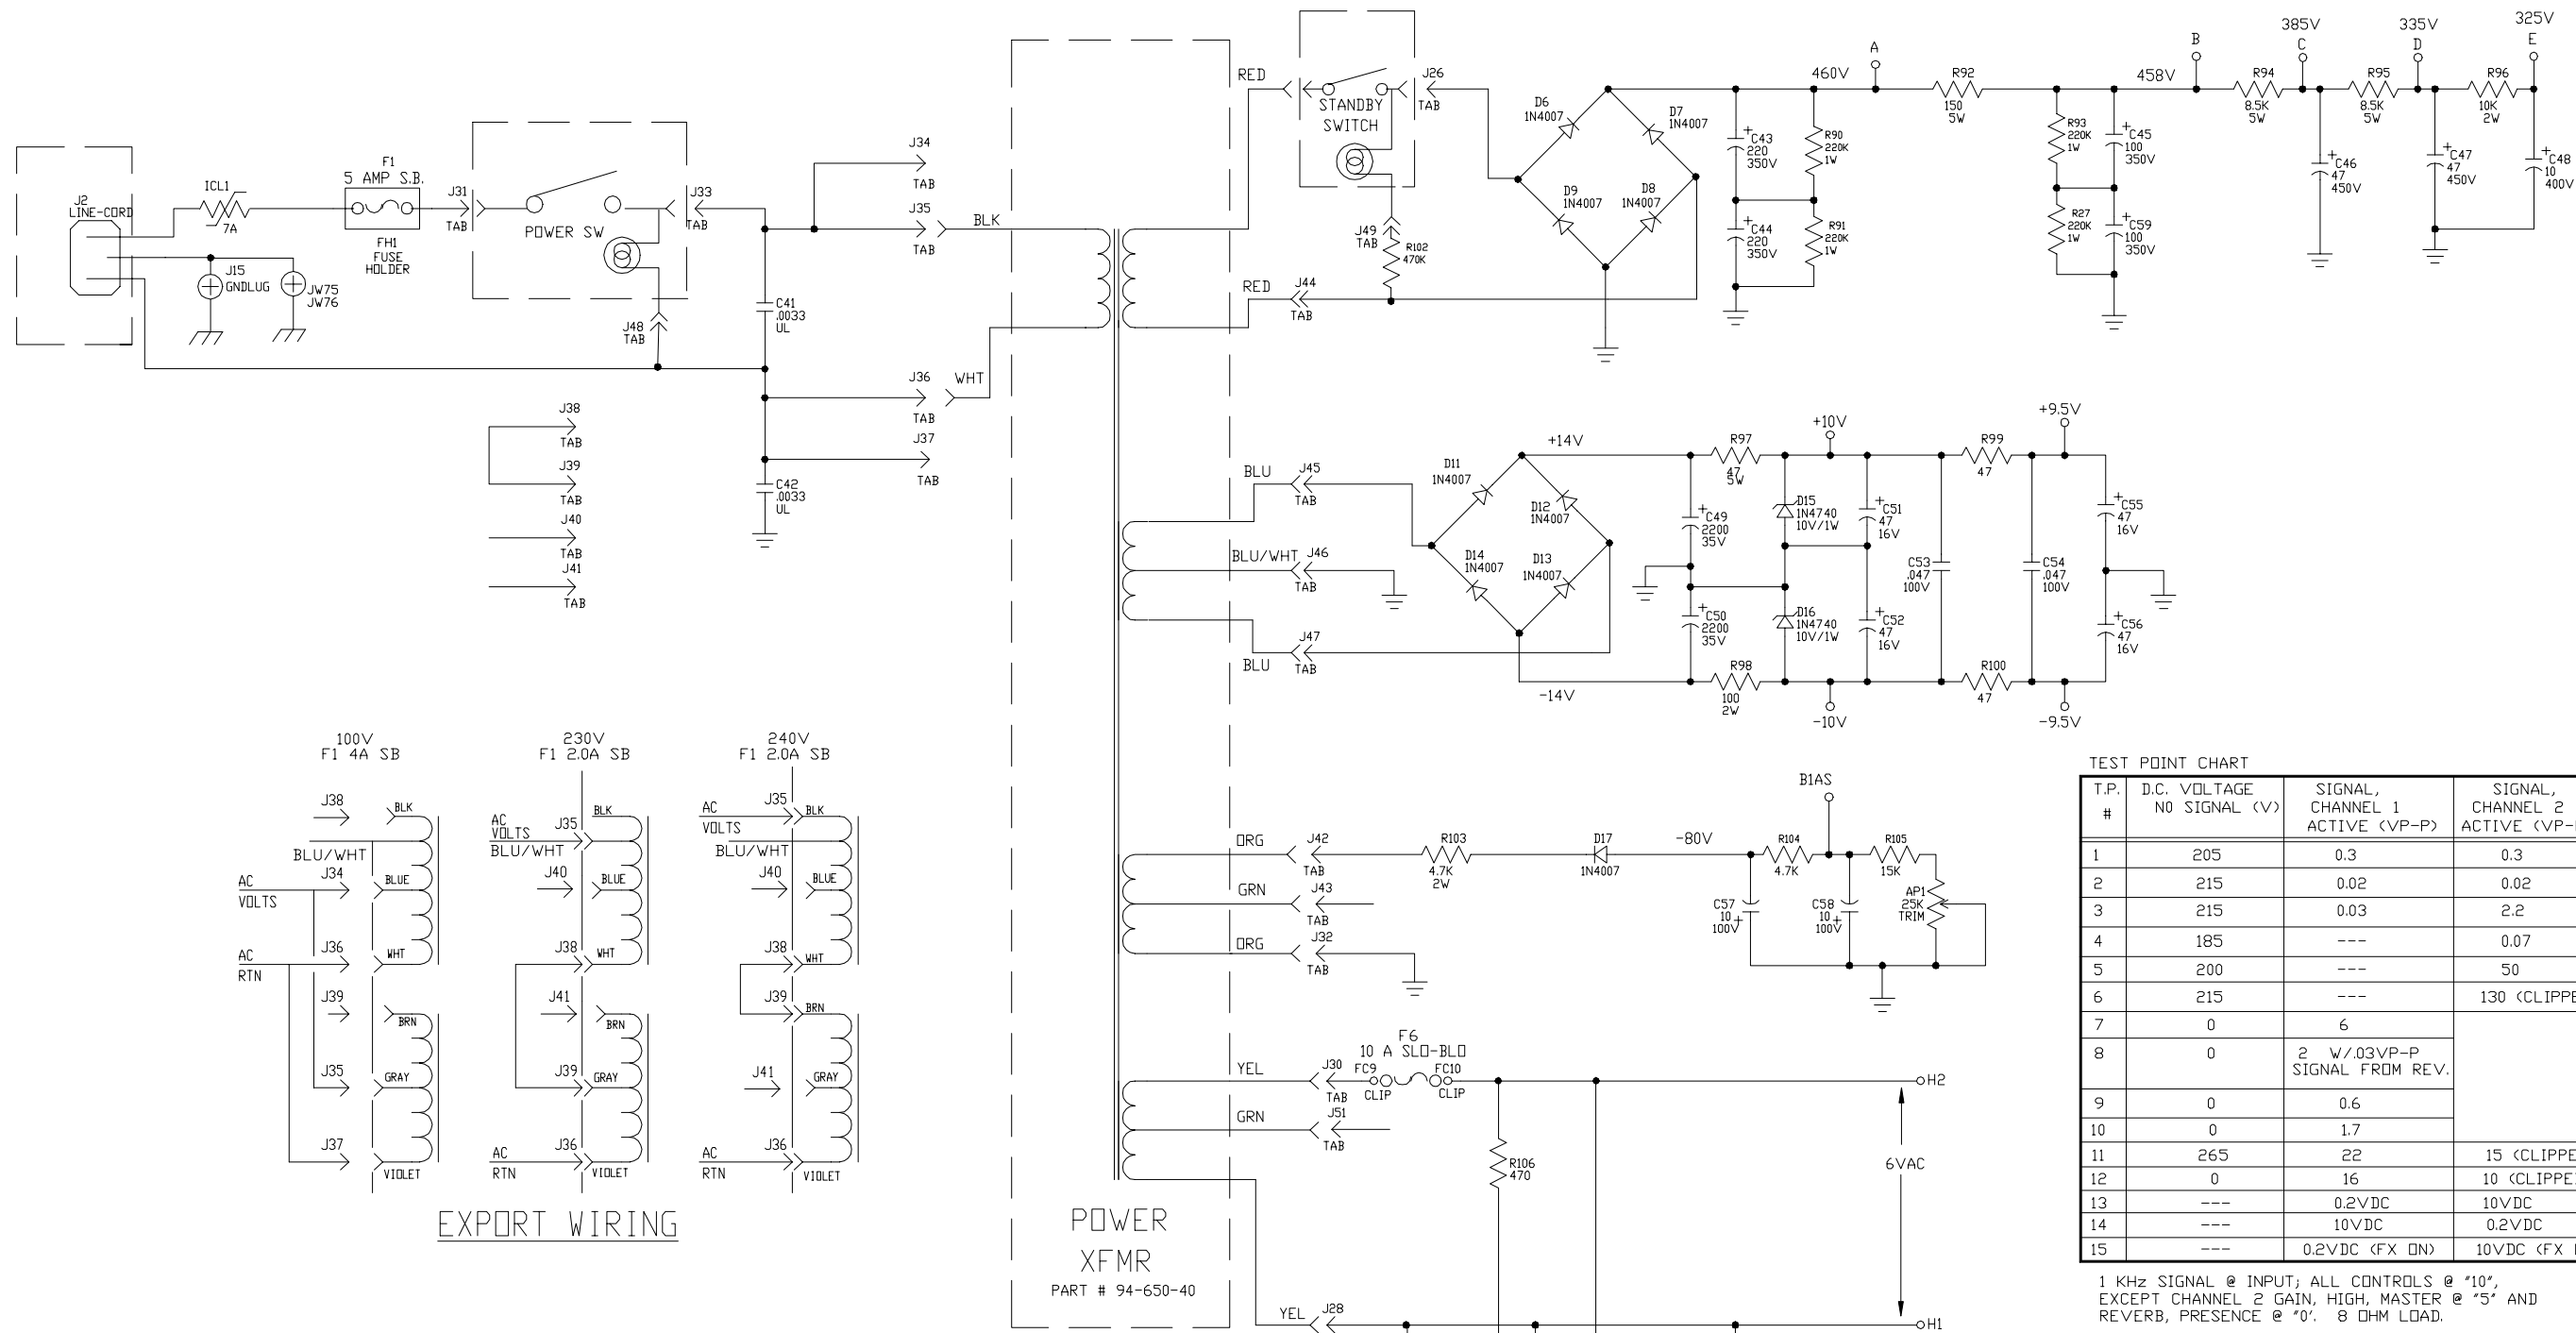 J2
LINE-CORD
ICL1
7A
F1
5 AMP S.B.
FH1
FUSE
HOLDER
J15
GNDLUG
JW75
JW76
J31
TAB
POWER SW
J33
TAB
J48
TAB
C41
.0033
UL
C42
.0033
UL
J34
TAB
J35
TAB
BLK
J36
TAB
WHT
J37
TAB
J38
TAB
J39
TAB
J40
TAB
J41
TAB
RED
STANDBY
SWITCH
J26
TAB
J49
TAB
R102
470K
RED
J44
TAB
D6
1N4007
D7
1N4007
D9
1N4007
D8
1N4007
460V
A
C43
220
350V
R90
220K
1W
C44
220
350V
R91
220K
1W
R92
150
5W
458V
B
R93
220K
1W
C45
100
350V
R27
220K
1W
C59
100
350V
R94
8.5K
5W
385V
C
C46
47
450V
R95
8.5K
5W
335V
D
C47
47
450V
R96
10K
2W
325V
E
C48
10
400V
BLU
J45
TAB
BLU/WHT
J46
TAB
BLU
J47
TAB
D11
1N4007
D12
1N4007
D14
1N4007
D13
1N4007
+14V
-14V
C49
2200
35V
C50
2200
35V
R97
47
5W
R98
100
2W
D15
1N4740
10V/1W
D16
1N4740
10V/1W
+10V
-10V
C51
47
16V
C52
47
16V
C53
.047
100V
R99
47
R100
47
C54
.047
100V
+9.5V
-9.5V
C55
47
16V
C56
47
16V
ORG
J42
TAB
GRN
J43
TAB
ORG
J32
TAB
R103
4.7K
2W
D17
1N4007
-80V
C57
10
100V
R104
4.7K
B1AS
C58
10
100V
R105
15K
AP1
25K
TRIM
YEL
J30
TAB
F6
10 A SLO-BLO
FC9
CLIP
FC10
CLIP
GRN
J51
TAB
R106
470
H2
6VAC
H1
YEL
J28
POWER
XFMR
PART # 94-650-40
100V
F1 4A SB
J38
BLK
BLU/WHT
AC
VOLTS
J34
BLUE
AC
RTN
J36
WHT
J39
BRN
J35
GRAY
J37
VIOLET
230V
F1 2.0A SB
AC
VOLTS
J35
BLK
BLU/WHT
J40
BLUE
J38
WHT
J41
BRN
J39
GRAY
AC
RTN
J36
VIOLET
240V
F1 2.0A SB
AC
VOLTS
J35
BLK
BLU/WHT
J40
BLUE
J38
WHT
J39
BRN
J41
GRAY
AC
RTN
J36
VIOLET
EXPORT WIRING
TEST POINT CHART
T.P. # D.C. VOLTAGE NO SIGNAL (V) SIGNAL, CHANNEL 1 ACTIVE (VP-P) SIGNAL, CHANNEL 2
1 205 0.3 0.3
2 215 0.02 0.02
3 215 0.03 2.2
4 185 --- 0.07
5 200 --- 50
6 215 --- 130
7 0 6
8 0 2 W/.03VP-P
SIGNAL FROM REV.
9 0 0.6
10 0 1.7
11 265 22 15
12 0 16 10
13 --- 0.2VDC 10VDC
14 --- 10VDC 0.2VDC
15 --- 0.2VDC (FX ON) 10VDC (FX
1 KHz SIGNAL @ INPUT; ALL CONTROLS @ "10",
EXCEPT CHANNEL 2 GAIN, HIGH, MASTER @ "5" AND
REVERB, PRESENCE @ "0'. 8 OHM LOAD.